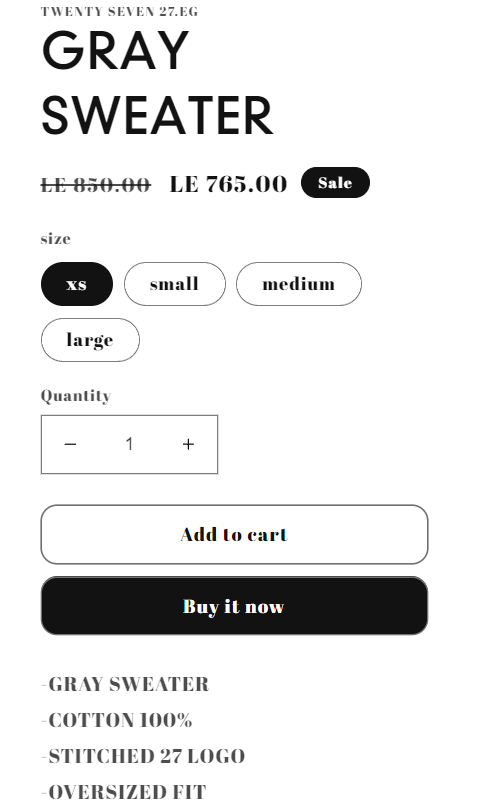 TWENTY SEVEN 27.EG
GRAY
SWEATER
LE 850.00 LE 765.00 Sale
size
xs small medium
large
Quantity
− 1 +
Add to cart
Buy it now
-GRAY SWEATER
-COTTON 100%
-STITCHED 27 LOGO
-OVERSIZED FIT